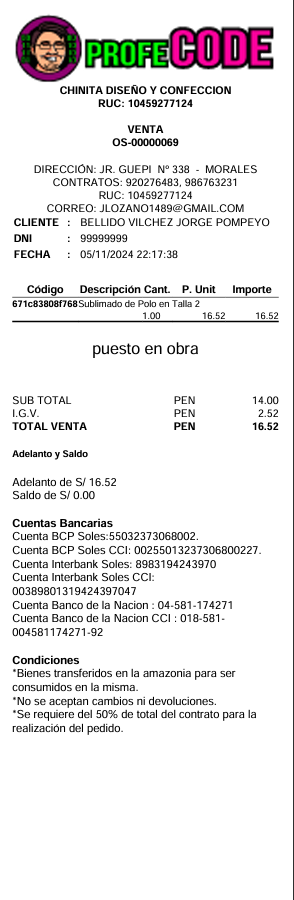 PROFECODE
CHINITA DISEÑO Y CONFECCION
RUC: 10459277124
VENTA
OS-00000069
DIRECCIÓN: JR. GUEPI Nº 338 - MORALES
CONTRATOS: 920276483, 986763231
RUC: 10459277124
CORREO: JLOZANO1489@GMAIL.COM
CLIENTE : BELLIDO VILCHEZ JORGE POMPEYO
DNI : 99999999
FECHA : 05/11/2024 22:17:38
Código Descripción Cant. P. Unit Importe
671c83808f768 Sublimado de Polo en Talla 2
1.00 16.52 16.52
puesto en obra
SUB TOTAL PEN 14.00
I.G.V. PEN 2.52
TOTAL VENTA PEN 16.52
Adelanto y Saldo
Adelanto de S/ 16.52
Saldo de S/ 0.00
Cuentas Bancarias
Cuenta BCP Soles:55032373068002.
Cuenta BCP Soles CCI: 00255013237306800227.
Cuenta Interbank Soles: 8983194243970
Cuenta Interbank Soles CCI:
00389801319424397047
Cuenta Banco de la Nacion : 04-581-174271
Cuenta Banco de la Nacion CCI : 018-581-
004581174271-92
Condiciones
*Bienes transferidos en la amazonia para ser
consumidos en la misma.
*No se aceptan cambios ni devoluciones.
*Se requiere del 50% de total del contrato para la
realización del pedido.